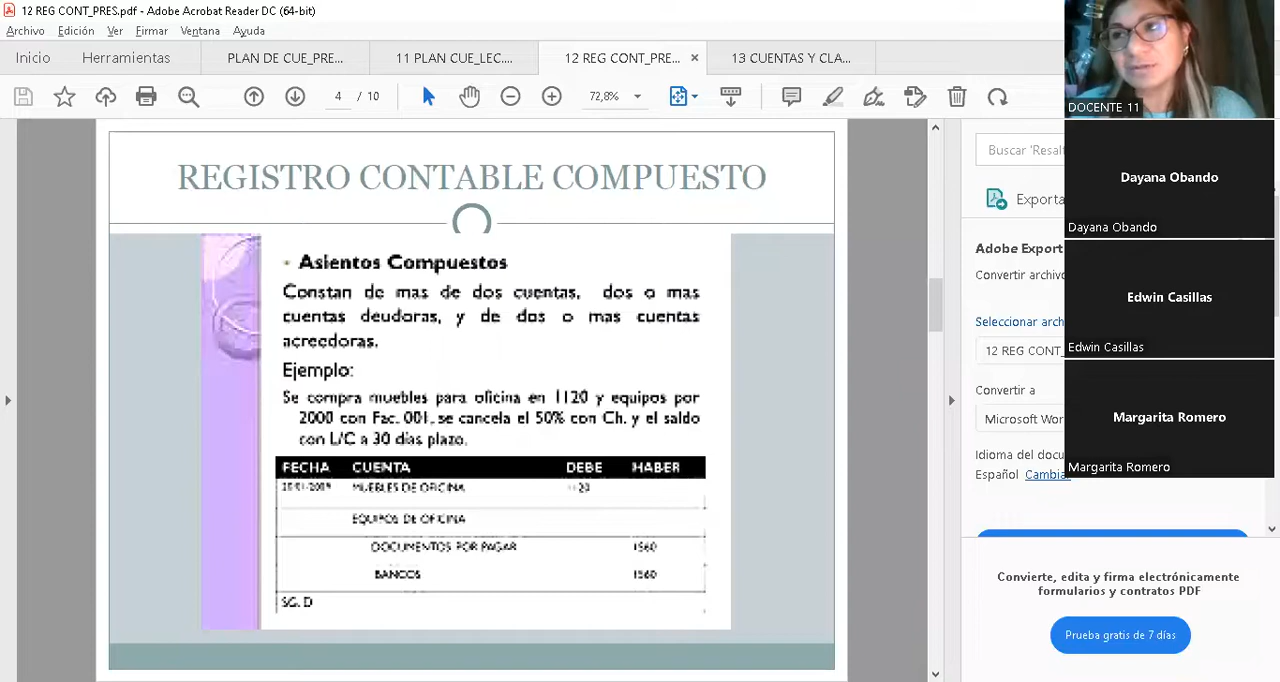 12 REG CONT_PRES.pdf - Adobe Acrobat Reader DC (64-bit)
Archivo Edición Ver Firmar Ventana Ayuda
Inicio Herramientas PLAN DE CUE_PRE... 11 PLAN CUE_LEC.... 12 REG CONT_PRE... × 13 CUENTAS Y CLA...
4 / 10 72,8%
REGISTRO CONTABLE COMPUESTO
• Asientos Compuestos
Constan de mas de dos cuentas, dos o mas
cuentas deudoras, y de dos o mas cuentas
acreedoras.
Ejemplo:
Se compra muebles para oficina en 1120 y equipos por
2000 con Fac. 001, se cancela el 50% con Ch. y el saldo
con L/C a 30 días plazo.
FECHA CUENTA DEBE HABER
MUEBLES DE OFICINA 1120
EQUIPOS DE OFICINA
DOCUMENTOS POR PAGAR 1560
BANCOS 1560
SG. D
Buscar 'Resalt
Exporta
Adobe Export
Convertir archiv
Seleccionar arch
12 REG CONT_
Convertir a
Microsoft Wor
Idioma del docu
Español Cambia
Convierte, edita y firma electrónicamente
formularios y contratos PDF
Prueba gratis de 7 días
DOCENTE 11
Dayana Obando
Dayana Obando
Edwin Casillas
Edwin Casillas
Margarita Romero
Margarita Romero